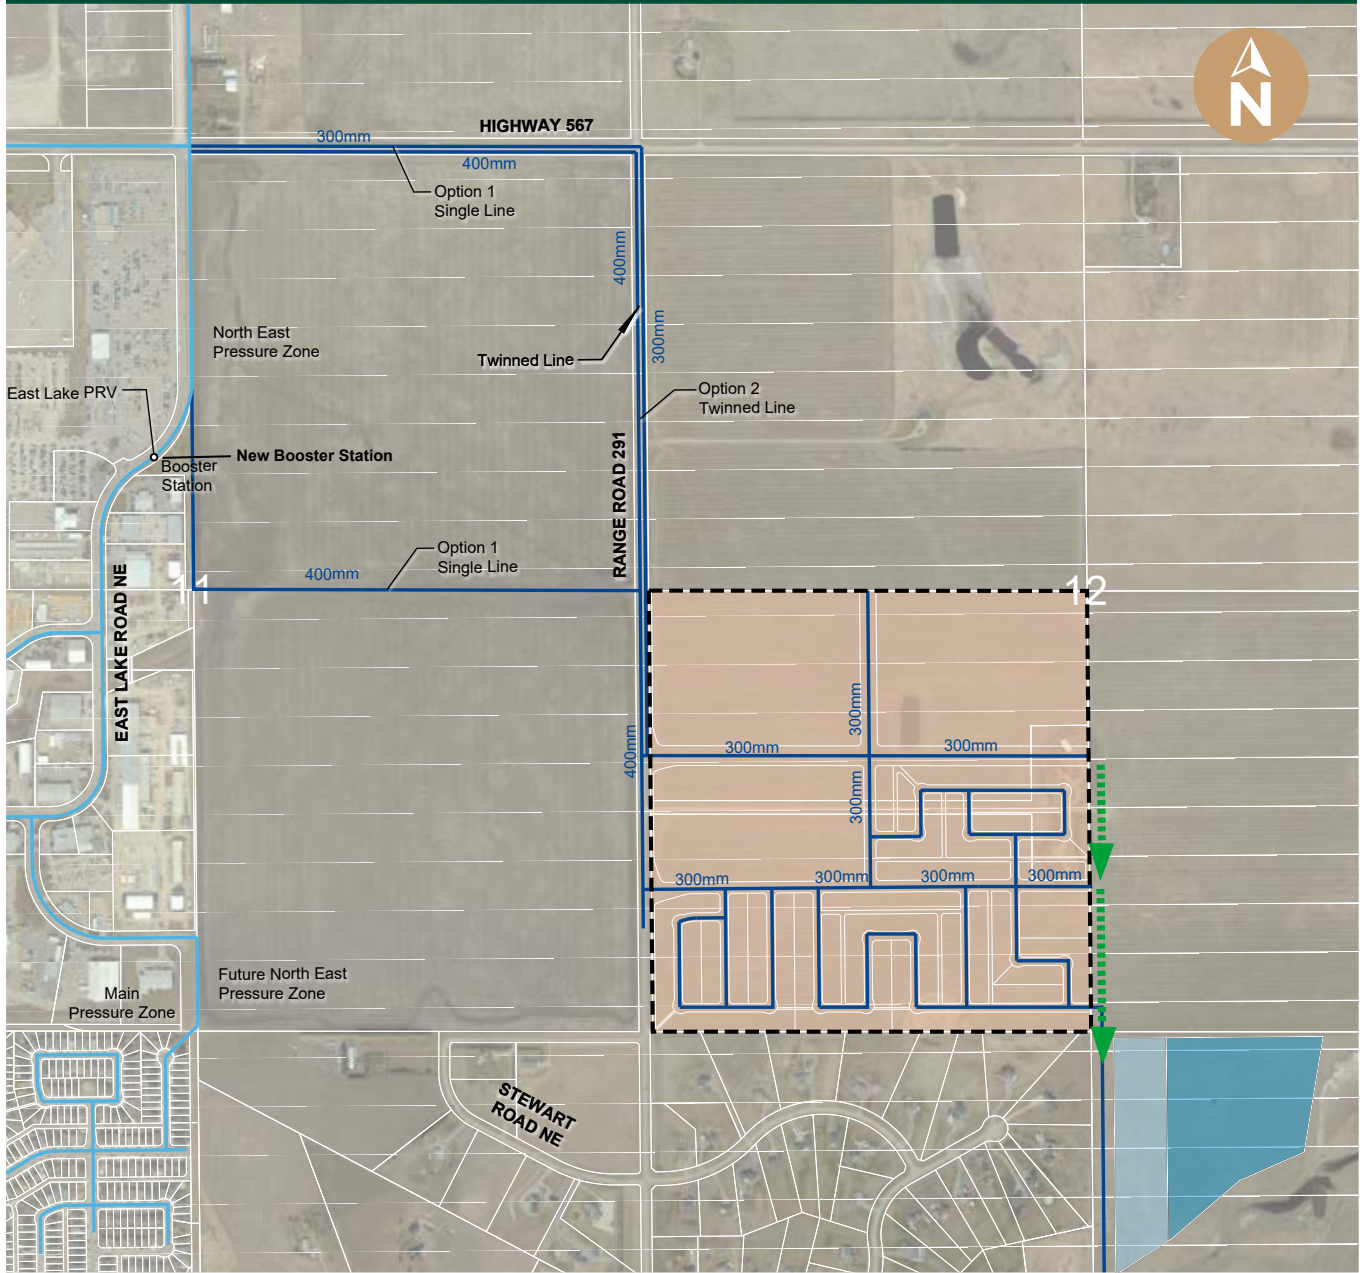 N
HIGHWAY 567
300mm
400mm
Option 1
Single Line
400mm
North East
Pressure Zone
300mm
Twinned Line
East Lake PRV
Option 2
Twinned Line
New Booster Station
Booster
Station
RANGE ROAD 291
Option 1
Single Line
400mm
11
12
EAST LAKE ROAD NE
300mm
400mm
300mm
300mm
300mm
300mm
300mm
300mm
300mm
Future North East
Pressure Zone
Main
Pressure Zone
STEWART
ROAD NE